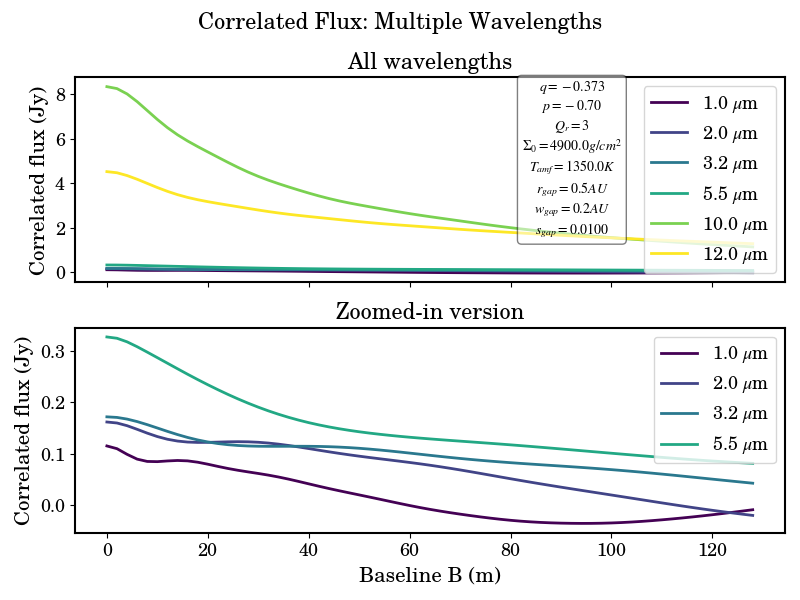 Correlated Flux: Multiple Wavelengths
All wavelengths
Correlated flux (Jy)
8
6
4
2
0
q = −0.373
p = −0.70
Q_r = 3
Σ_0 = 4900.0g/cm^2
T_amf = 1350.0K
r_gap = 0.5AU
w_gap = 0.2AU
s_gap = 0.0100
1.0 μm
2.0 μm
3.2 μm
5.5 μm
10.0 μm
12.0 μm
Zoomed-in version
Correlated flux (Jy)
0.3
0.2
0.1
0.0
1.0 μm
2.0 μm
3.2 μm
5.5 μm
0 20 40 60 80 100 120
Baseline B (m)